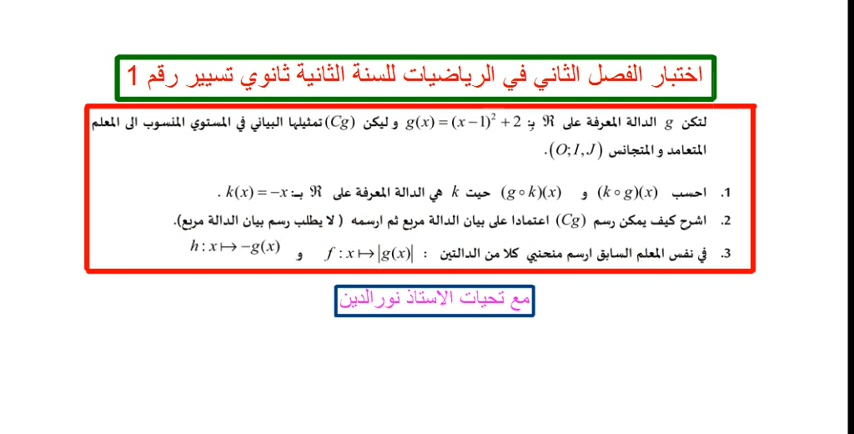 اختبار الفصل الثاني في الرياضيات للسنة الثانية ثانوي تسيير رقم 1
لتكن g الدالة المعرفة على ℜ بـ: g(x) = (x−1)² + 2 و ليكن (Cg) تمثيلها البياني في المستوي المنسوب الى المعلم
المتعامد و المتجانس (O; I, J).
1. احسب (k∘g)(x) و (g∘k)(x) حيث k هي الدالة المعرفة على ℜ بـ: k(x) = −x .
2. اشرح كيف يمكن رسم (Cg) اعتمادا على بيان الدالة مربع ثم ارسمه ( لا يطلب رسم بيان الدالة مربع).
3. في نفس المعلم السابق ارسم منحنيي كلا من الدالتين : f : x ↦ |g(x)| و h : x ↦ −g(x)
مع تحيات الاستاذ نورالدين